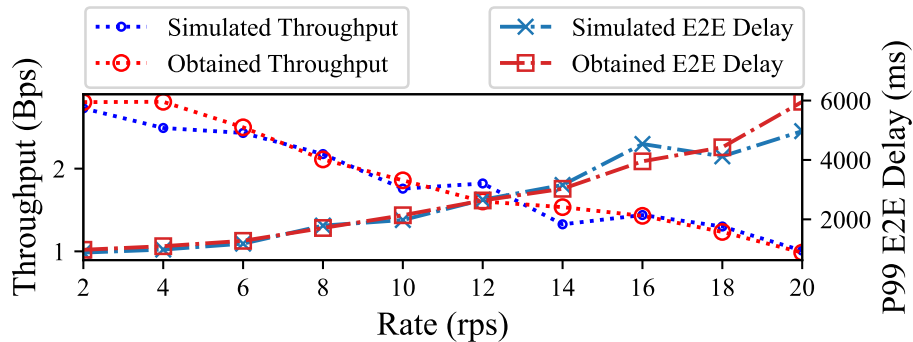 Simulated Throughput
Obtained Throughput
Simulated E2E Delay
Obtained E2E Delay
Throughput (Bps)
2
1
6000
4000
2000
P99 E2E Delay (ms)
2 4 6 8 10 12 14 16 18 20
Rate (rps)